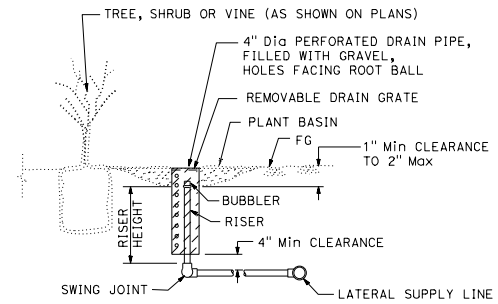 TREE, SHRUB OR VINE (AS SHOWN ON PLANS)
4" Dia PERFORATED DRAIN PIPE,
FILLED WITH GRAVEL,
HOLES FACING ROOT BALL
REMOVABLE DRAIN GRATE
PLANT BASIN
FG
1" Min CLEARANCE
TO 2" Max
BUBBLER
RISER
RISER
HEIGHT
4" Min CLEARANCE
SWING JOINT
LATERAL SUPPLY LINE